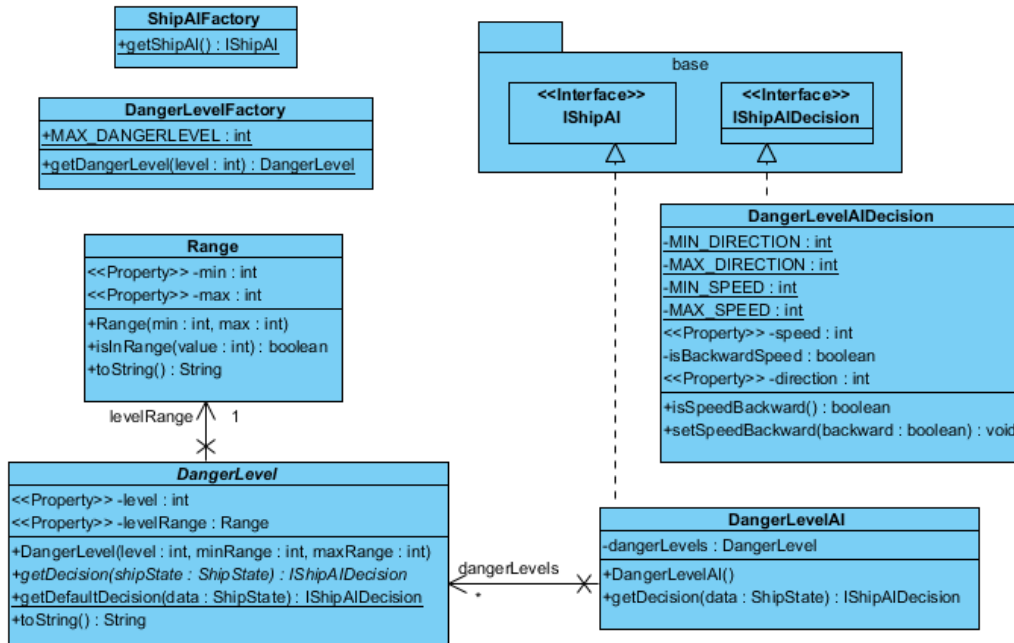 ShipAIFactory
+getShipAI() : IShipAI
DangerLevelFactory
+MAX_DANGERLEVEL : int
+getDangerLevel(level : int) : DangerLevel
Range
<<Property>> -min : int
<<Property>> -max : int
+Range(min : int, max : int)
+isInRange(value : int) : boolean
+toString() : String
levelRange 1
DangerLevel
<<Property>> -level : int
<<Property>> -levelRange : Range
+DangerLevel(level : int, minRange : int, maxRange : int)
+getDecision(shipState : ShipState) : IShipAIDecision
+getDefaultDecision(data : ShipState) : IShipAIDecision
+toString() : String
base
<<Interface>>
IShipAI
<<Interface>>
IShipAIDecision
DangerLevelAIDecision
-MIN_DIRECTION : int
-MAX_DIRECTION : int
-MIN_SPEED : int
-MAX_SPEED : int
<<Property>> -speed : int
-isBackwardSpeed : boolean
<<Property>> -direction : int
+isSpeedBackward() : boolean
+setSpeedBackward(backward : boolean) : void
dangerLevels
*
DangerLevelAI
-dangerLevels : DangerLevel
+DangerLevelAI()
+getDecision(data : ShipState) : IShipAIDecision